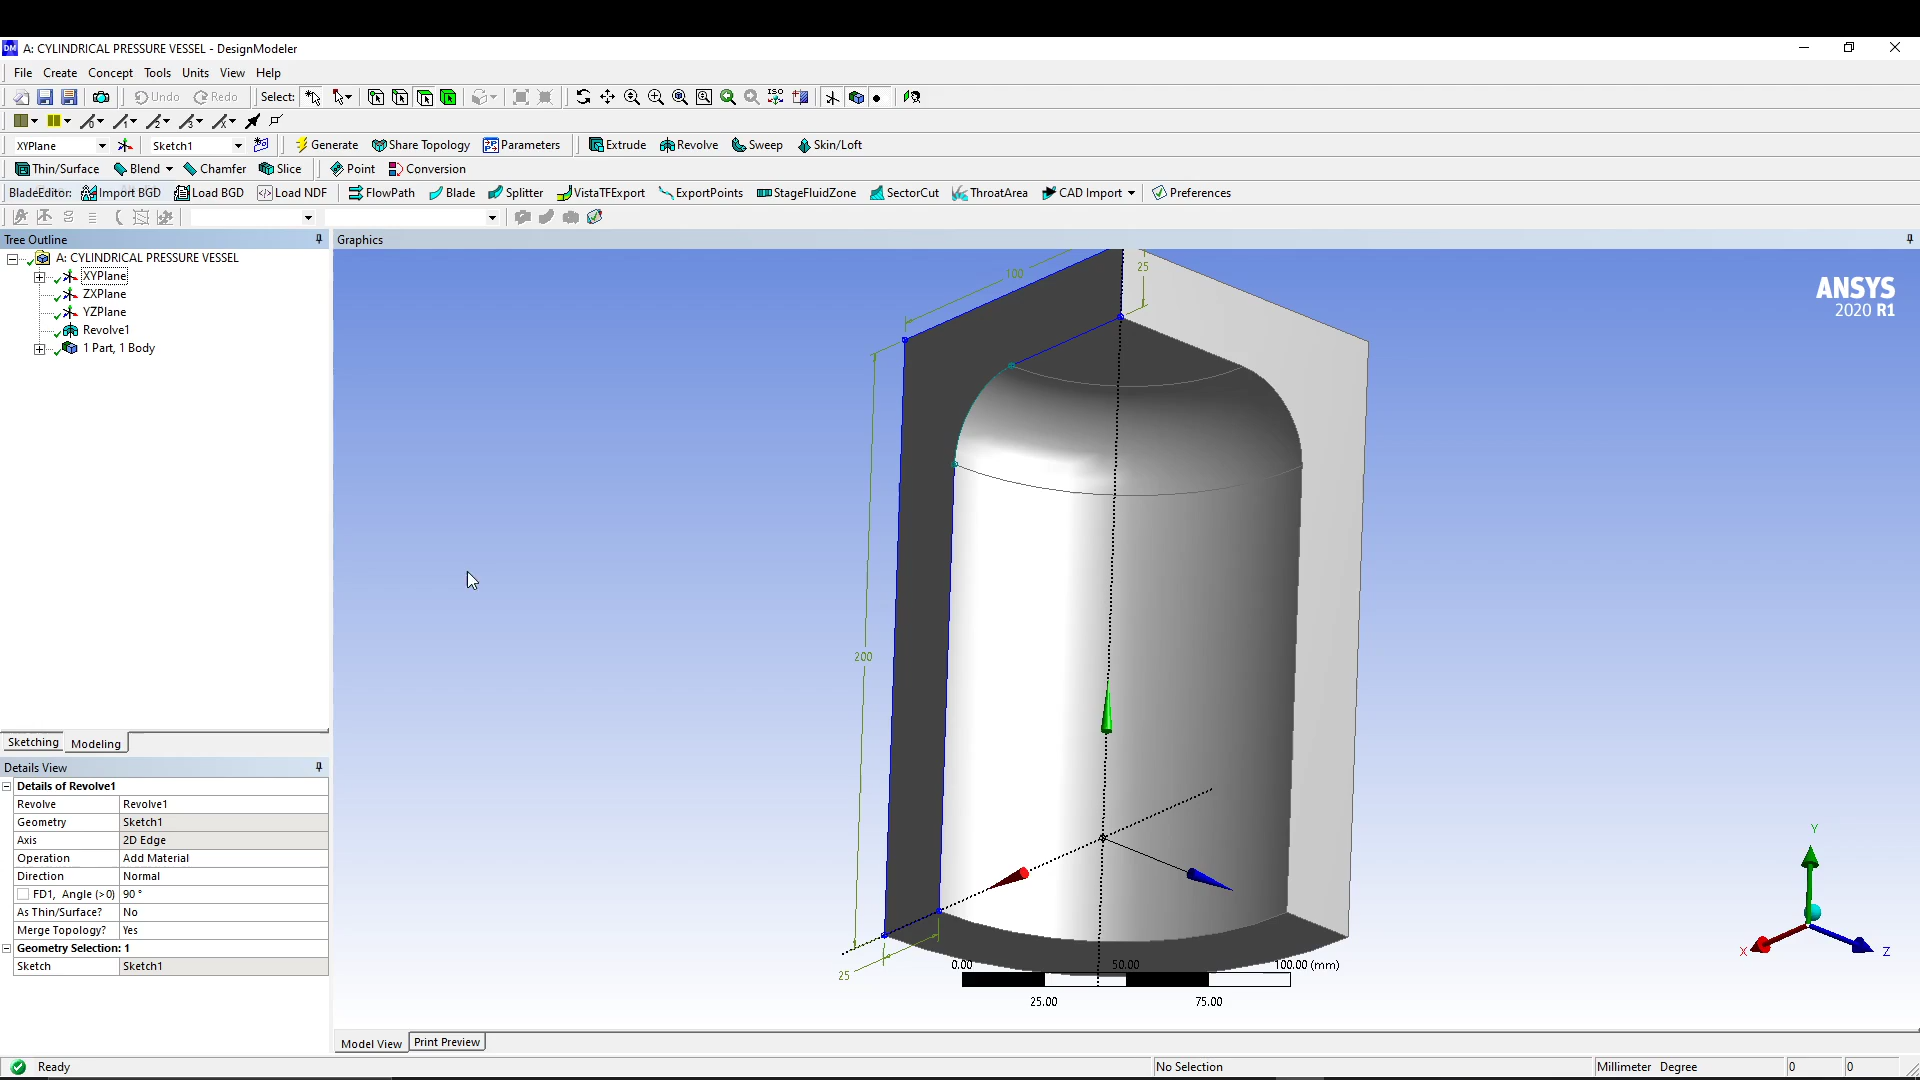 A: CYLINDRICAL PRESSURE VESSEL - DesignModeler
File Create Concept Tools Units View Help
Undo Redo Select:
XYPlane Sketch1 Generate Share Topology Parameters Extrude Revolve Sweep Skin/Loft
Thin/Surface Blend Chamfer Slice Point Conversion
BladeEditor: Import BGD Load BGD Load NDF FlowPath Blade Splitter VistaTFExport ExportPoints StageFluidZone SectorCut ThroatArea CAD Import Preferences
Tree Outline
A: CYLINDRICAL PRESSURE VESSEL
XYPlane
ZXPlane
YZPlane
Revolve1
1 Part, 1 Body
Sketching Modeling
Details View
Details of Revolve1
Revolve Revolve1
Geometry Sketch1
Axis 2D Edge
Operation Add Material
Direction Normal
FD1, Angle (>0) 90 °
As Thin/Surface? No
Merge Topology? Yes
Geometry Selection: 1
Sketch Sketch1
Graphics
ANSYS
2020 R1
100
25
200
25
0.00 50.00 100.00 (mm)
25.00 75.00
Y
X
Z
Model View Print Preview
Ready No Selection Millimeter Degree 0 0